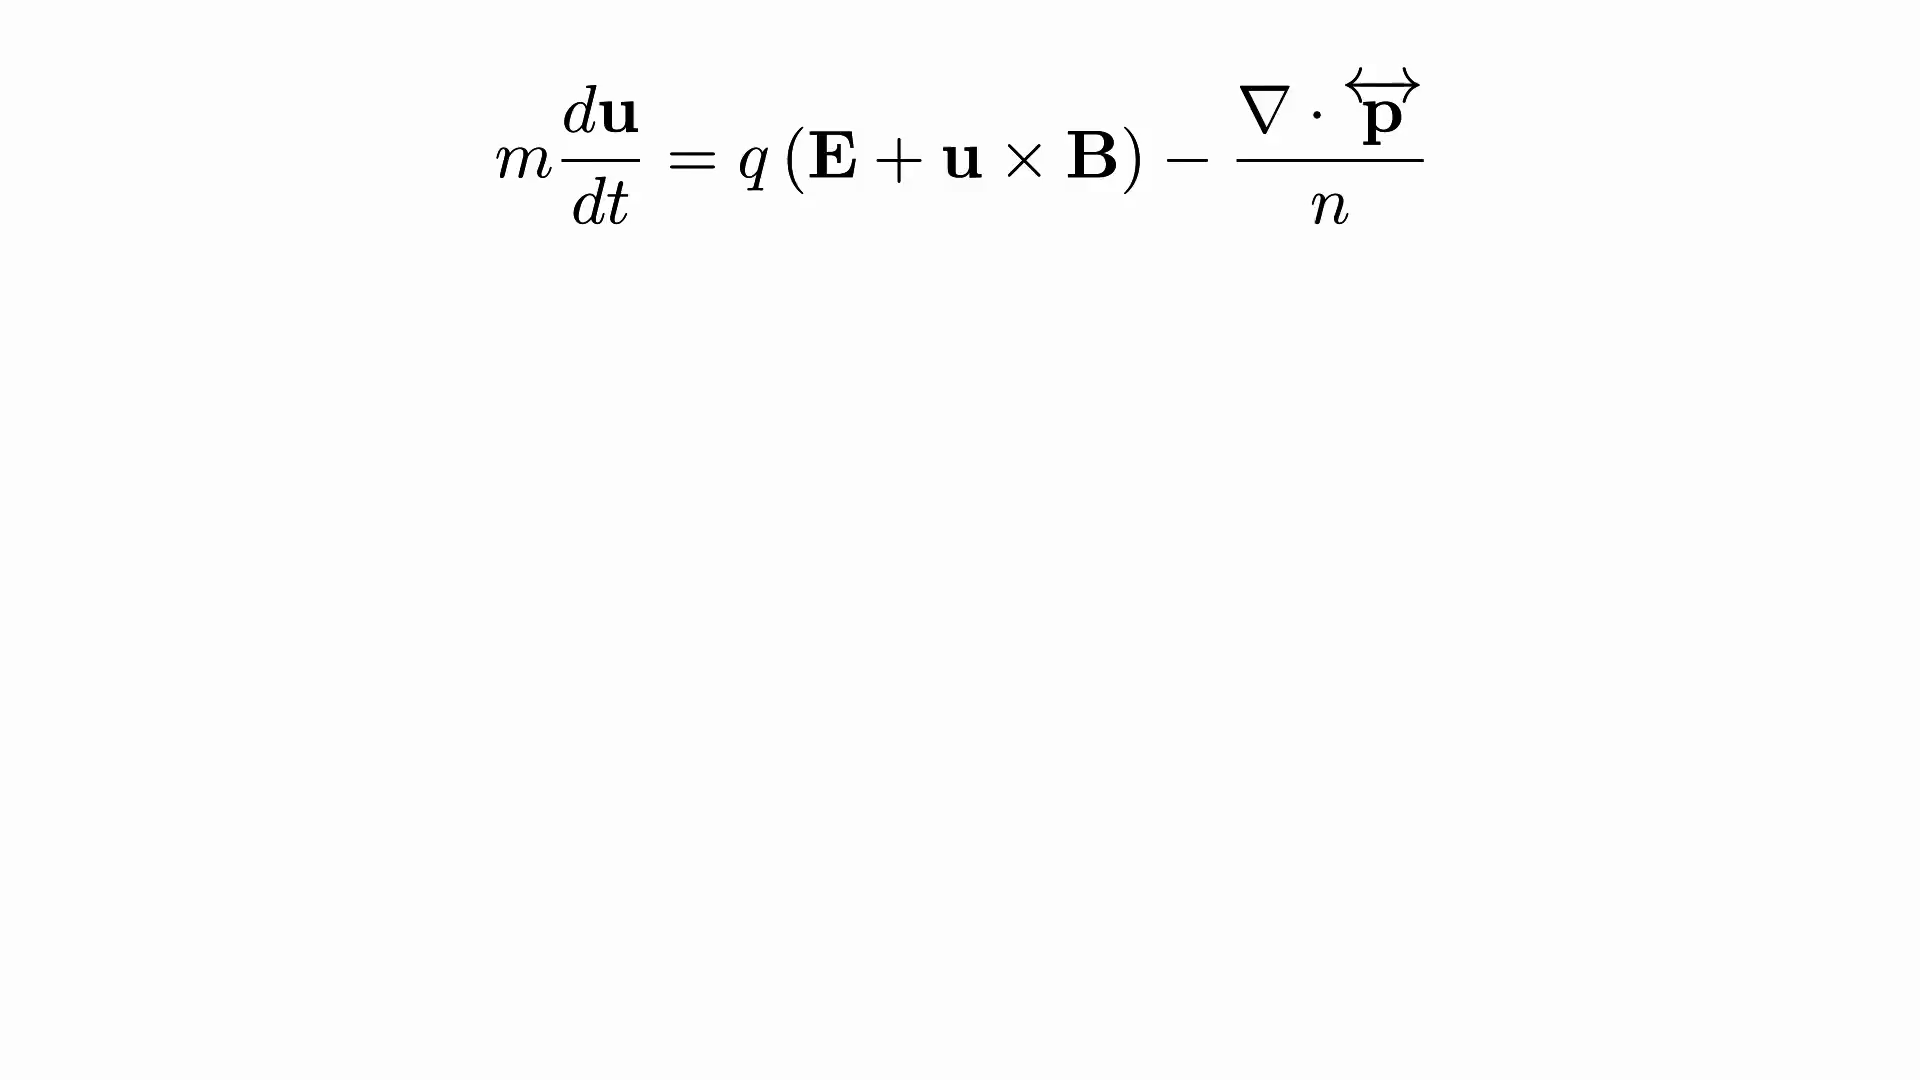 m d𝐮/dt = q (𝐄 + 𝐮 × 𝐁) − ∇ · 𝐩⃡ / n